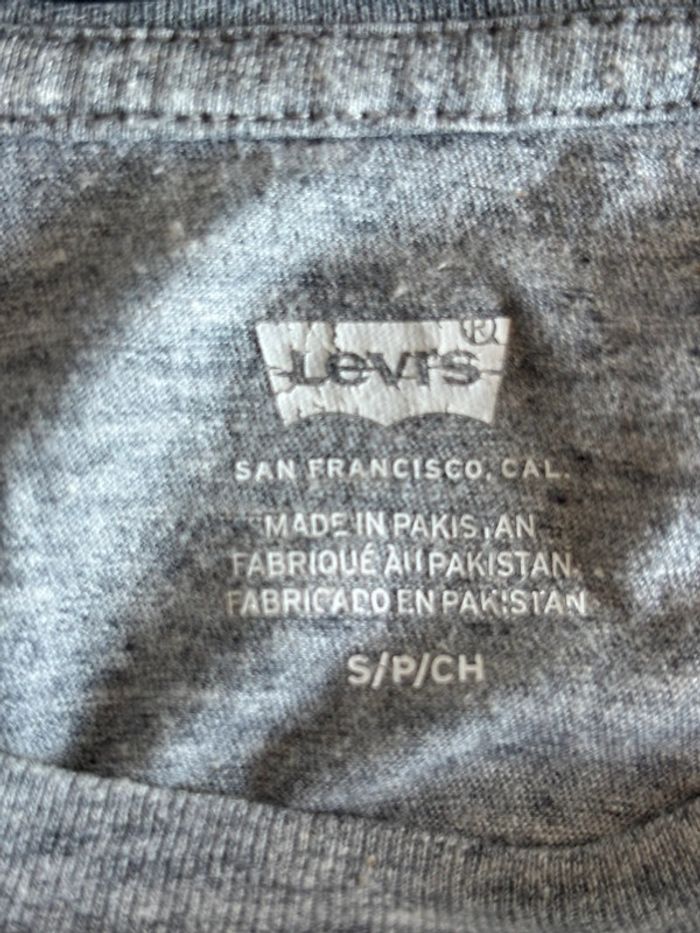 Levi's ®
SAN FRANCISCO, CAL.
MADE IN PAKISTAN
FABRIQUÉ AU PAKISTAN
FABRICADO EN PAKISTAN
S/P/CH